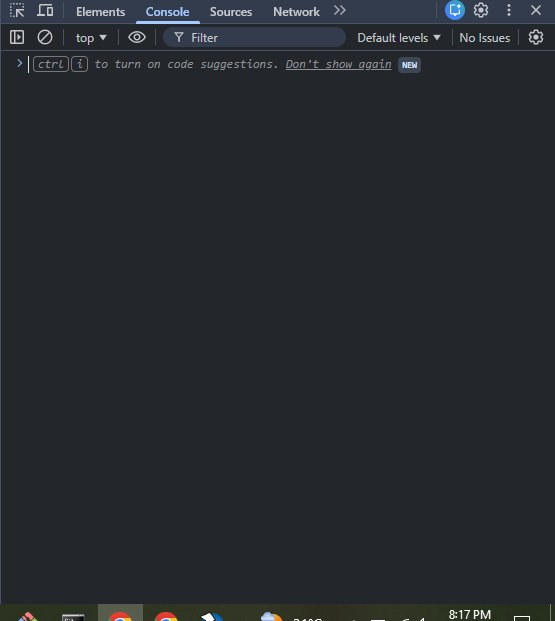 Elements Console Sources Network
top Filter Default levels No Issues
ctrl i to turn on code suggestions. Don't show again NEW
8:17 PM